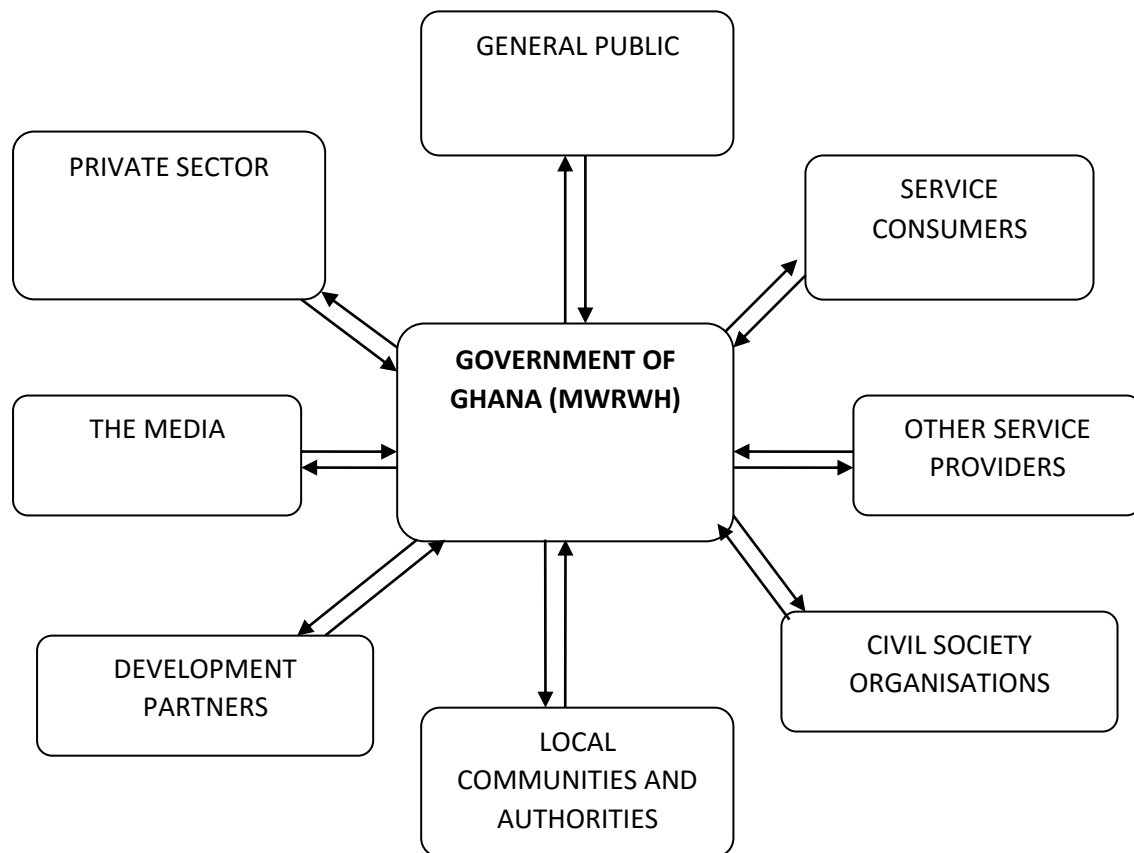 GENERAL PUBLIC
PRIVATE SECTOR
SERVICE
CONSUMERS
GOVERNMENT OF
GHANA (MWRWH)
THE MEDIA
OTHER SERVICE
PROVIDERS
DEVELOPMENT
PARTNERS
CIVIL SOCIETY
ORGANISATIONS
LOCAL
COMMUNITIES AND
AUTHORITIES